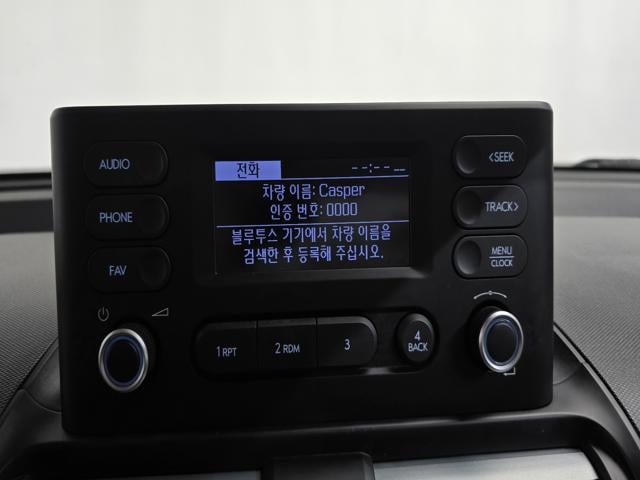 전화 --:-- --
차량 이름: Casper
인증 번호: 0000
블루투스 기기에서 차량 이름을
검색한 후 등록해 주십시오.
AUDIO
PHONE
FAV
<SEEK
TRACK>
MENU
CLOCK
1 RPT
2 RDM
3
4
BACK